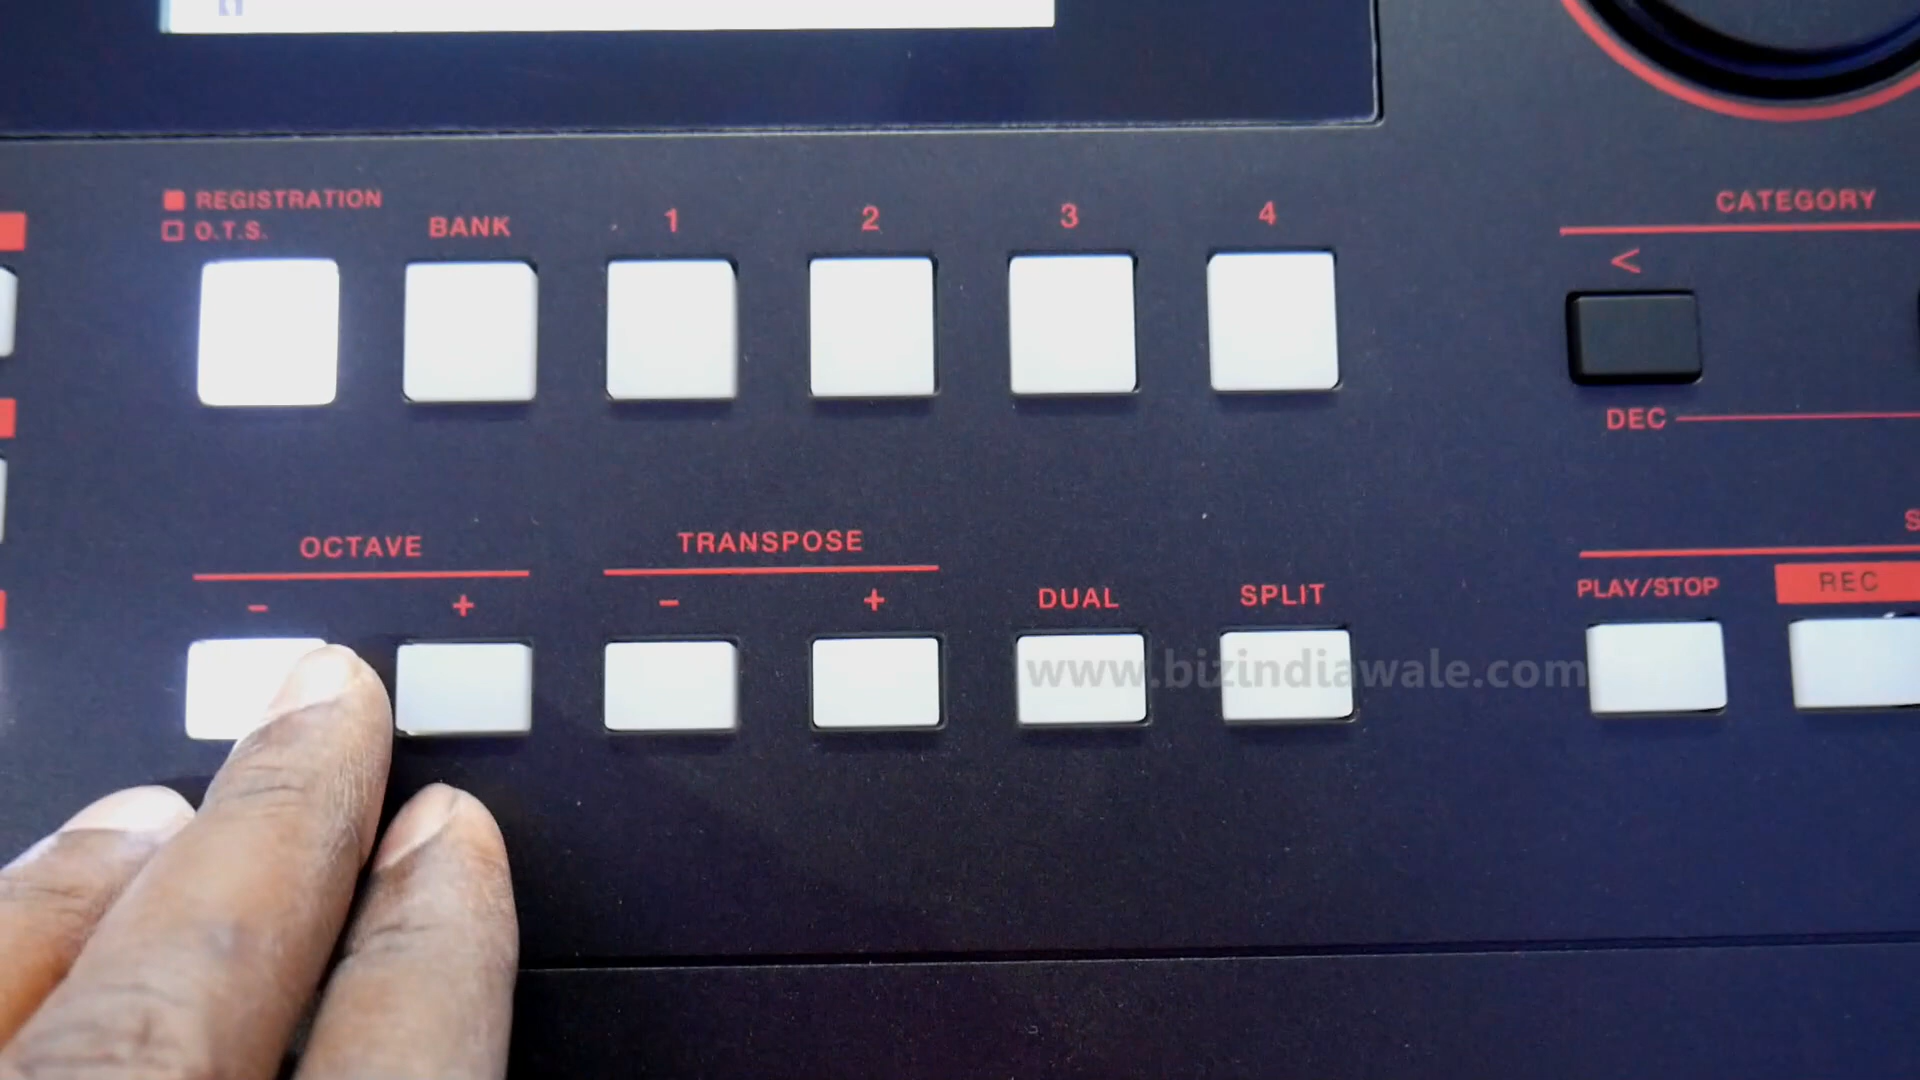 REGISTRATION
O.T.S.
BANK
1
2
3
4
CATEGORY
<
DEC
OCTAVE
-
+
TRANSPOSE
-
+
DUAL
SPLIT
PLAY/STOP
REC
www.bizindiawale.com